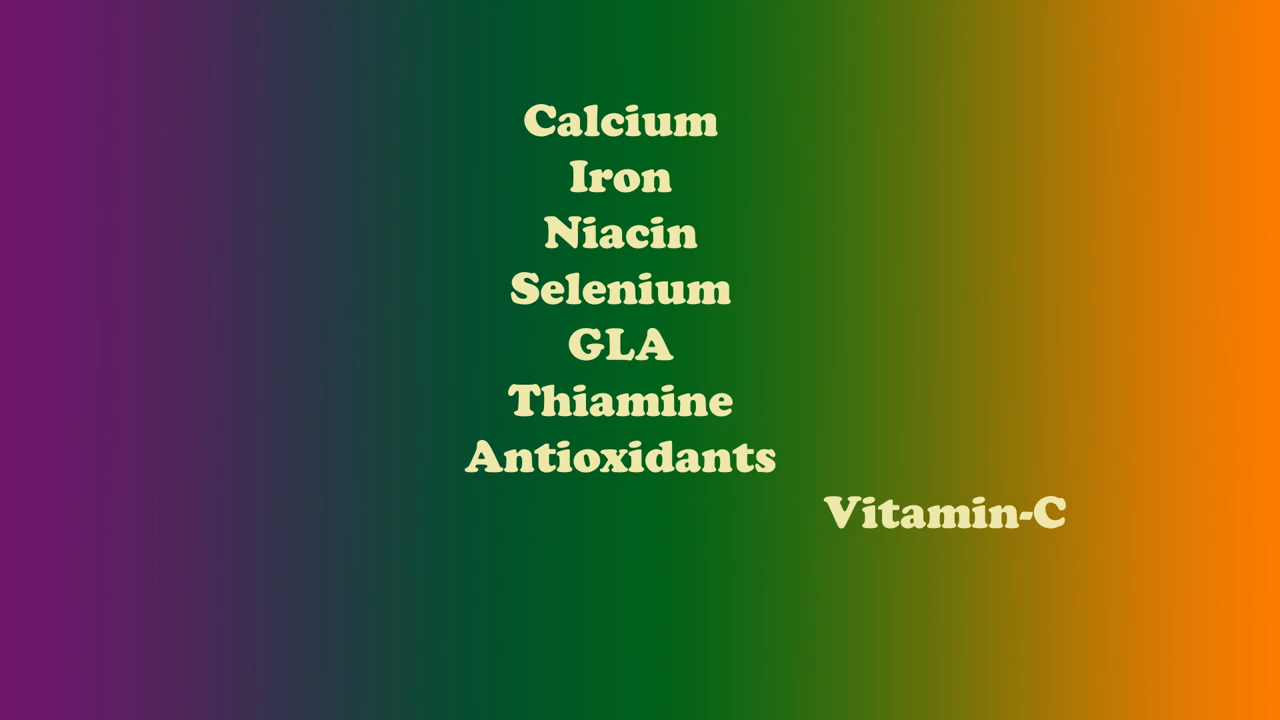 Calcium
Iron
Niacin
Selenium
GLA
Thiamine
Antioxidants
Vitamin-C